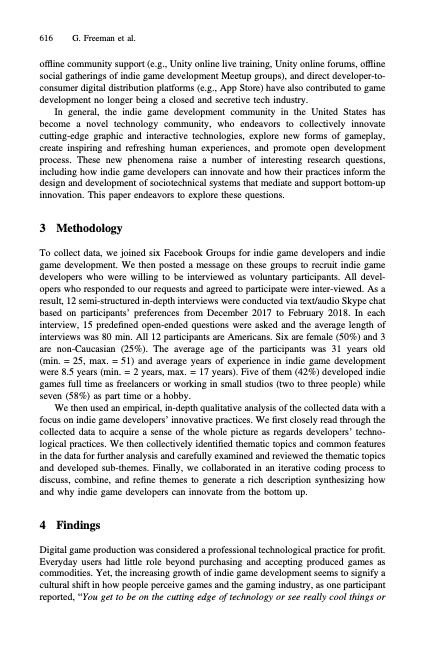 616 G. Freeman et al.
offline community support (e.g., Unity online live training, Unity online forums, offline
social gatherings of indie game development Meetup groups), and direct developer-to-
consumer digital distribution platforms (e.g., App Store) have also contributed to game
development no longer being a closed and secretive tech industry.
In general, the indie game development community in the United States has
become a novel technology community, who endeavors to collectively innovate
cutting-edge graphic and interactive technologies, explore new forms of gameplay,
create inspiring and refreshing human experiences, and promote open development
process. These new phenomena raise a number of interesting research questions,
including how indie game developers can innovate and how their practices inform the
design and development of sociotechnical systems that mediate and support bottom-up
innovation. This paper endeavors to explore these questions.
3 Methodology
To collect data, we joined six Facebook Groups for indie game developers and indie
game development. We then posted a message on these groups to recruit indie game
developers who were willing to be interviewed as voluntary participants. All devel-
opers who responded to our requests and agreed to participate were inter-viewed. As a
result, 12 semi-structured in-depth interviews were conducted via text/audio Skype chat
based on participants' preferences from December 2017 to February 2018. In each
interview, 15 predefined open-ended questions were asked and the average length of
interviews was 80 min. All 12 participants are Americans. Six are female (50%) and 3
are non-Caucasian (25%). The average age of the participants was 31 years old
(min. = 25, max. = 51) and average years of experience in indie game development
were 8.5 years (min. = 2 years, max. = 17 years). Five of them (42%) developed indie
games full time as freelancers or working in small studios (two to three people) while
seven (58%) as part time or a hobby.
We then used an empirical, in-depth qualitative analysis of the collected data with a
focus on indie game developers' innovative practices. We first closely read through the
collected data to acquire a sense of the whole picture as regards developers' techno-
logical practices. We then collectively identified thematic topics and common features
in the data for further analysis and carefully examined and reviewed the thematic topics
and developed sub-themes. Finally, we collaborated in an iterative coding process to
discuss, combine, and refine themes to generate a rich description synthesizing how
and why indie game developers can innovate from the bottom up.
4 Findings
Digital game production was considered a professional technological practice for profit.
Everyday users had little role beyond purchasing and accepting produced games as
commodities. Yet, the increasing growth of indie game development seems to signify a
cultural shift in how people perceive games and the gaming industry, as one participant
reported, “You get to be on the cutting edge of technology or see really cool things or